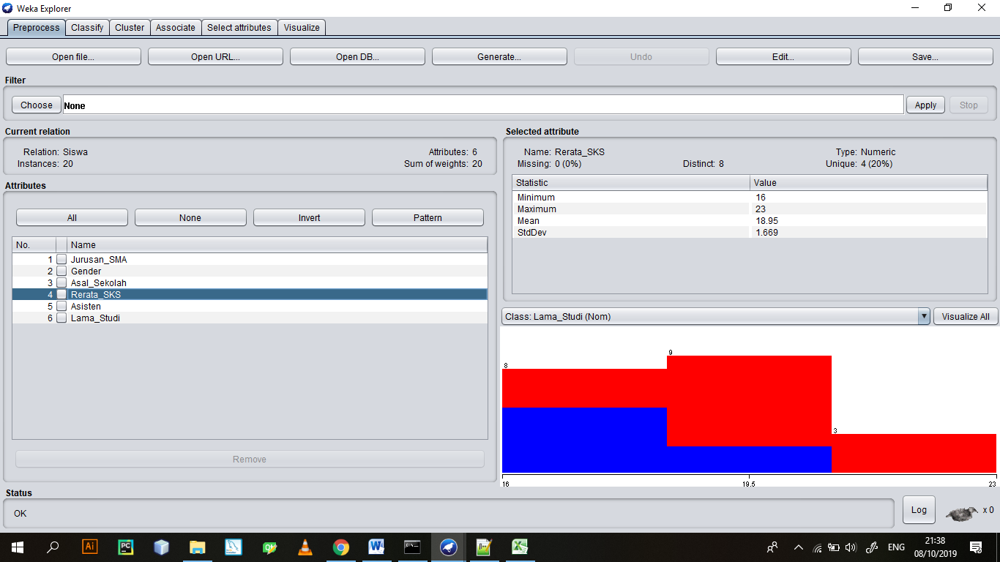 Weka Explorer
Preprocess Classify Cluster Associate Select attributes Visualize
Open file... Open URL... Open DB... Generate... Undo Edit... Save...
Filter
Choose None Apply Stop
Current relation
Relation: Siswa Attributes: 6
Instances: 20 Sum of weights: 20
Attributes
All None Invert Pattern
No. Name
1 Jurusan_SMA
2 Gender
3 Asal_Sekolah
4 Rerata_SKS
5 Asisten
6 Lama_Studi
Remove
Selected attribute
Name: Rerata_SKS Type: Numeric
Missing: 0 (0%) Distinct: 8 Unique: 4 (20%)
Statistic Value
Minimum 16
Maximum 23
Mean 18.95
StdDev 1.669
Class: Lama_Studi (Nom) Visualize All
9
8
3
16 19.5 23
Status
OK Log x 0
Ai PC Qt W X ENG 21:38
08/10/2019